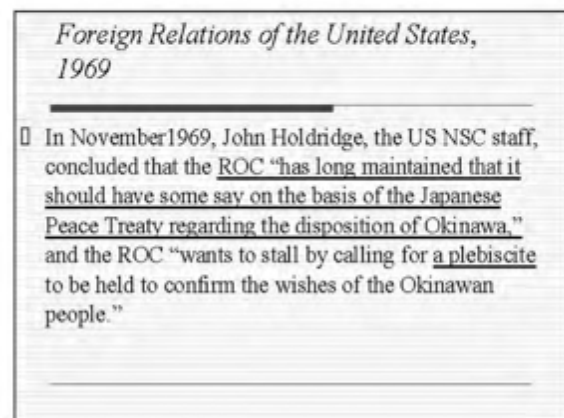 Foreign Relations of the United States,
1969
In November1969, John Holdridge, the US NSC staff,
concluded that the ROC “has long maintained that it
should have some say on the basis of the Japanese
Peace Treaty regarding the disposition of Okinawa,”
and the ROC “wants to stall by calling for a plebiscite
to be held to confirm the wishes of the Okinawan
people.”